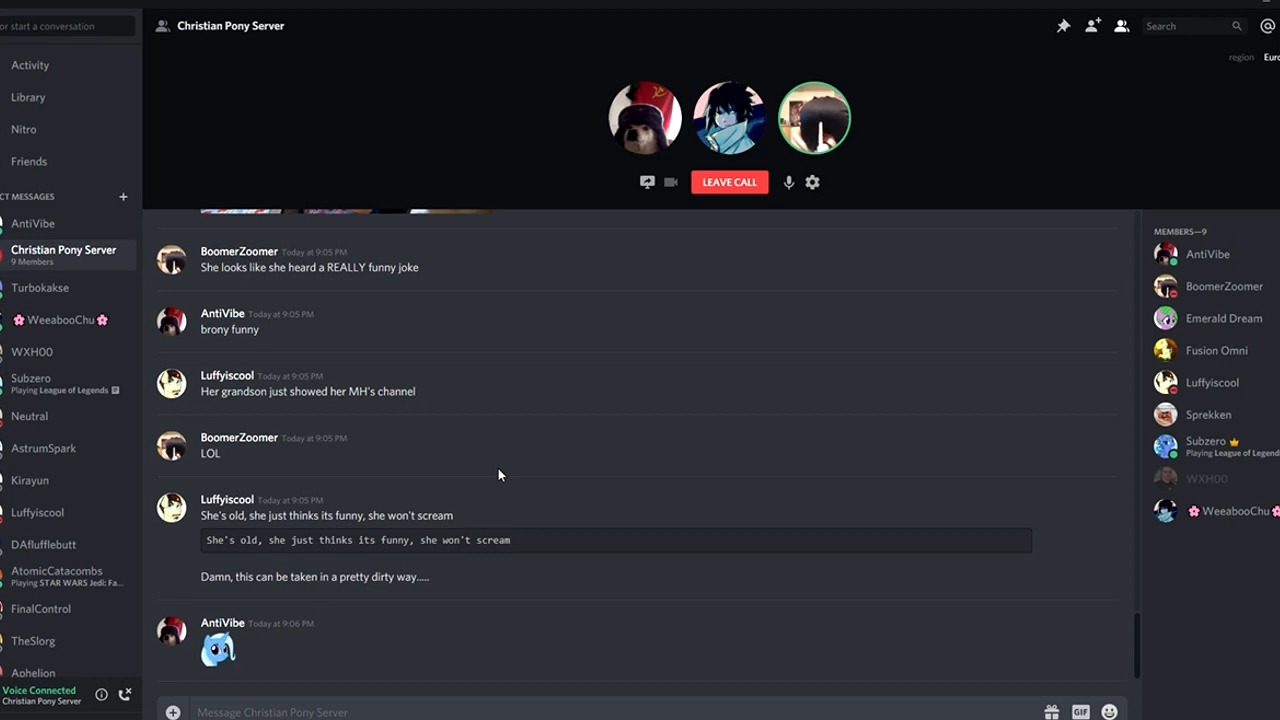 or start a conversation
Christian Pony Server
Search
region Euro
Activity
Library
Nitro
Friends
LEAVE CALL
CT MESSAGES
AntiVibe
Christian Pony Server
9 Members
Turbokakse
🌸 WeeabooChu 🌸
WXH00
Subzero
Playing League of Legends
Neutral
AstrumSpark
Kirayun
Luffyiscool
DAflufflebutt
AtomicCatacombs
Playing STAR WARS Jedi: Fa...
FinalControl
TheSlorg
Aphelion
Voice Connected
Christian Pony Server
BoomerZoomer Today at 9:05 PM
She looks like she heard a REALLY funny joke
AntiVibe Today at 9:05 PM
brony funny
Luffyiscool Today at 9:05 PM
Her grandson just showed her MH's channel
BoomerZoomer Today at 9:05 PM
LOL
Luffyiscool Today at 9:05 PM
She's old, she just thinks its funny, she won't scream
She's old, she just thinks its funny, she won't scream
Damn, this can be taken in a pretty dirty way.....
AntiVibe Today at 9:06 PM
Message Christian Pony Server
GIF
MEMBERS—9
AntiVibe
BoomerZoomer
Emerald Dream
Fusion Omni
Luffyiscool
Sprekken
Subzero
Playing League of Legend
WXH00
🌸 WeeabooChu 🌸